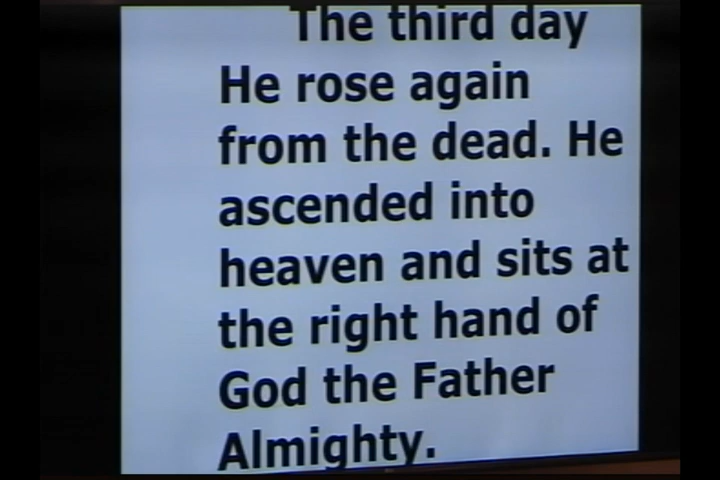 The third day
He rose again
from the dead. He
ascended into
heaven and sits at
the right hand of
God the Father
Almighty.